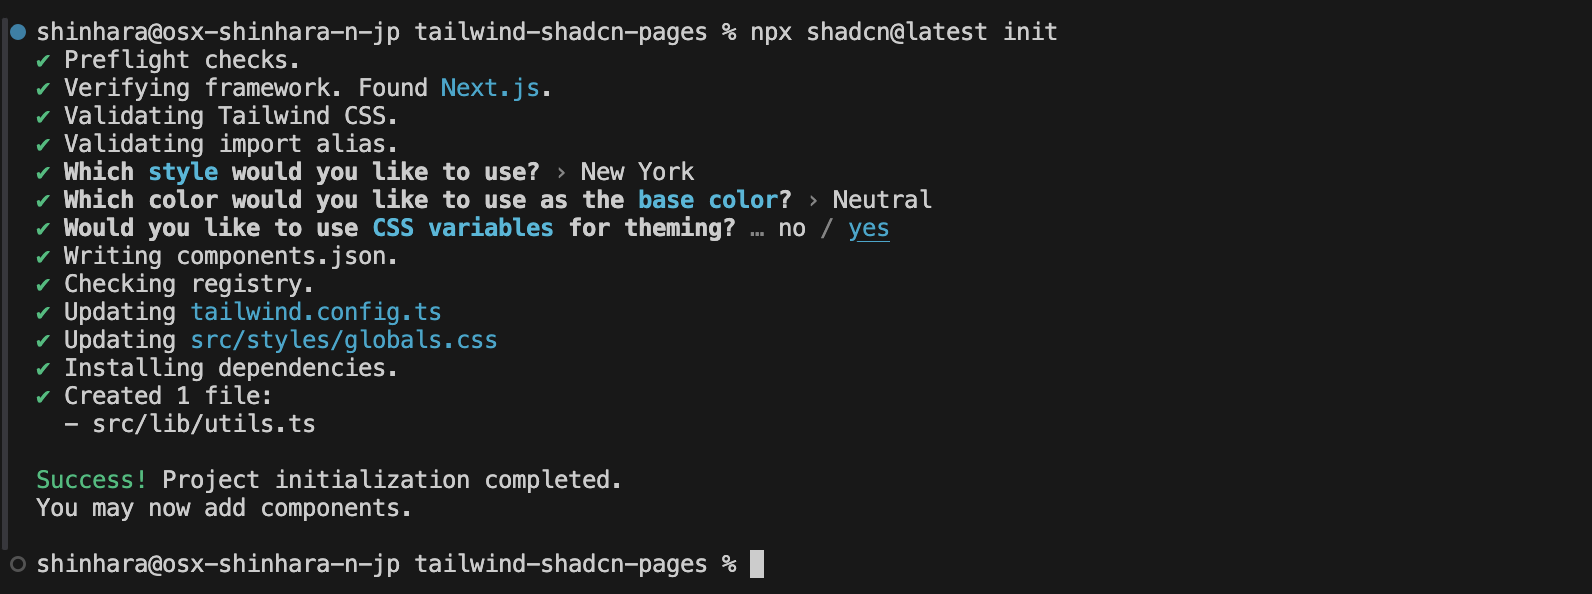 shinhara@osx-shinhara-n-jp tailwind-shadcn-pages % npx shadcn@latest init
✔ Preflight checks.
✔ Verifying framework. Found Next.js.
✔ Validating Tailwind CSS.
✔ Validating import alias.
✔ Which style would you like to use? › New York
✔ Which color would you like to use as the base color? › Neutral
✔ Would you like to use CSS variables for theming? … no / yes
✔ Writing components.json.
✔ Checking registry.
✔ Updating tailwind.config.ts
✔ Updating src/styles/globals.css
✔ Installing dependencies.
✔ Created 1 file:
  - src/lib/utils.ts

Success! Project initialization completed.
You may now add components.

shinhara@osx-shinhara-n-jp tailwind-shadcn-pages %